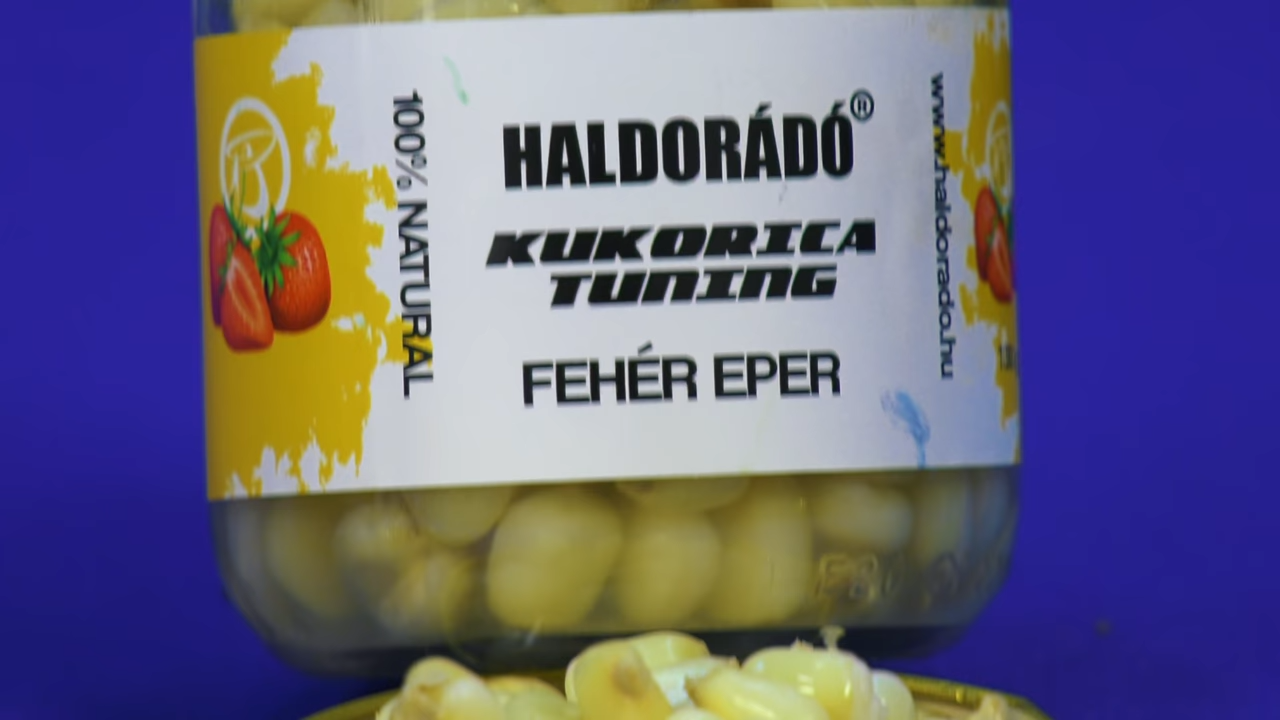 100% NATURAL
HALDORÁDÓ®
KUKORICA
TUNING
FEHÉR EPER
www.haldorado.hu